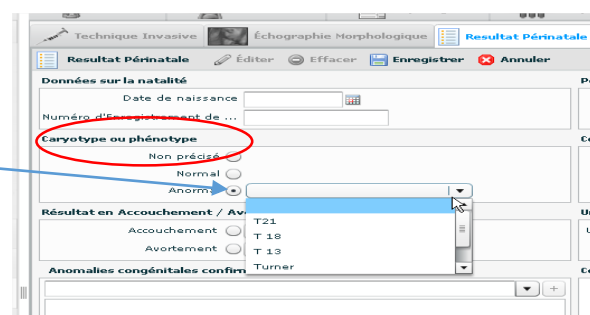 Technique Invasive Échographie Morphologique Resultat Périnatale
Resultat Périnatale Éditer Effacer Enregistrer Annuler
Données sur la natalité
Date de naissance
Numéro d'Enregistrement de ...
Caryotype ou phénotype
Non précisé
Normal
Anorm
Résultat en Accouchement / Av
T21
Accouchement
T 18
Avortement
T 13
Anomalies congénitales confirm
Turner